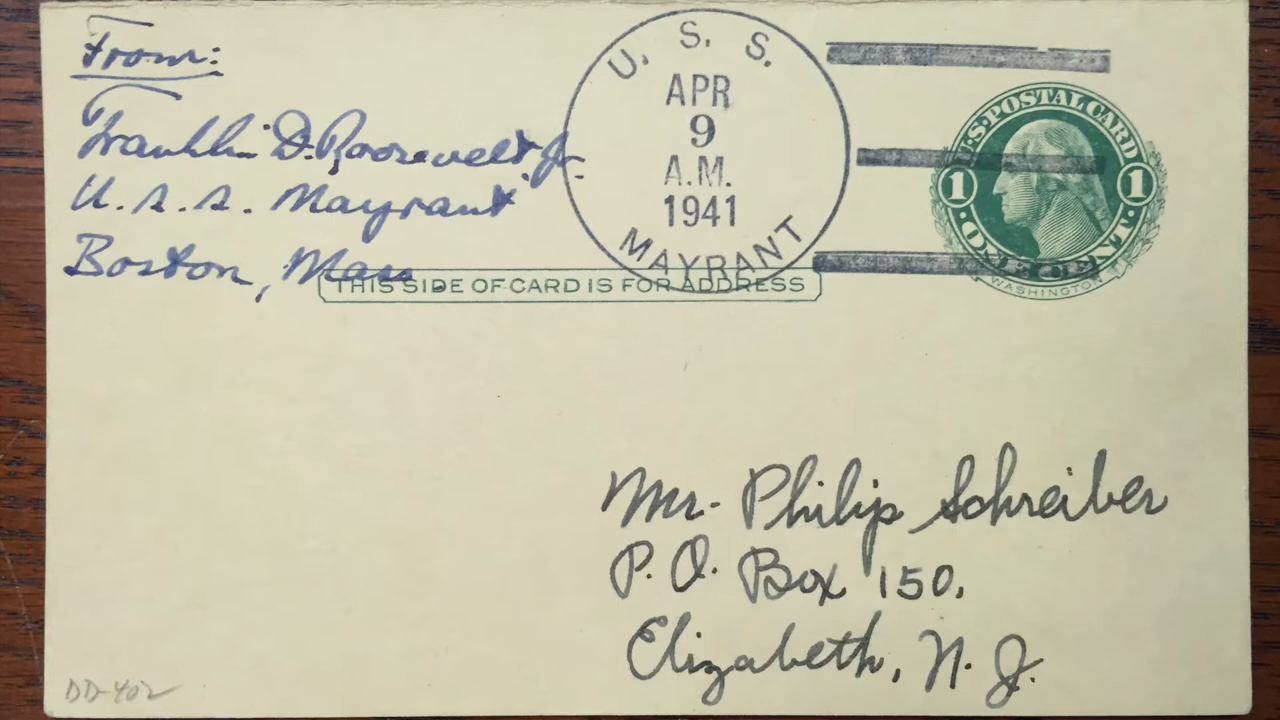 From:
Franklin D. Roosevelt, Jr.
U.S.S. Mayrant
Boston, Mass.
U. S. S.
APR
9
A.M.
1941
MAYRANT
U.S. POSTAL CARD
1 1
· ONE CENT ·
WASHINGTON
THIS SIDE OF CARD IS FOR ADDRESS
Mr. Philip Schreiber
P. O. Box 150,
Elizabeth, N. J.
DD-402